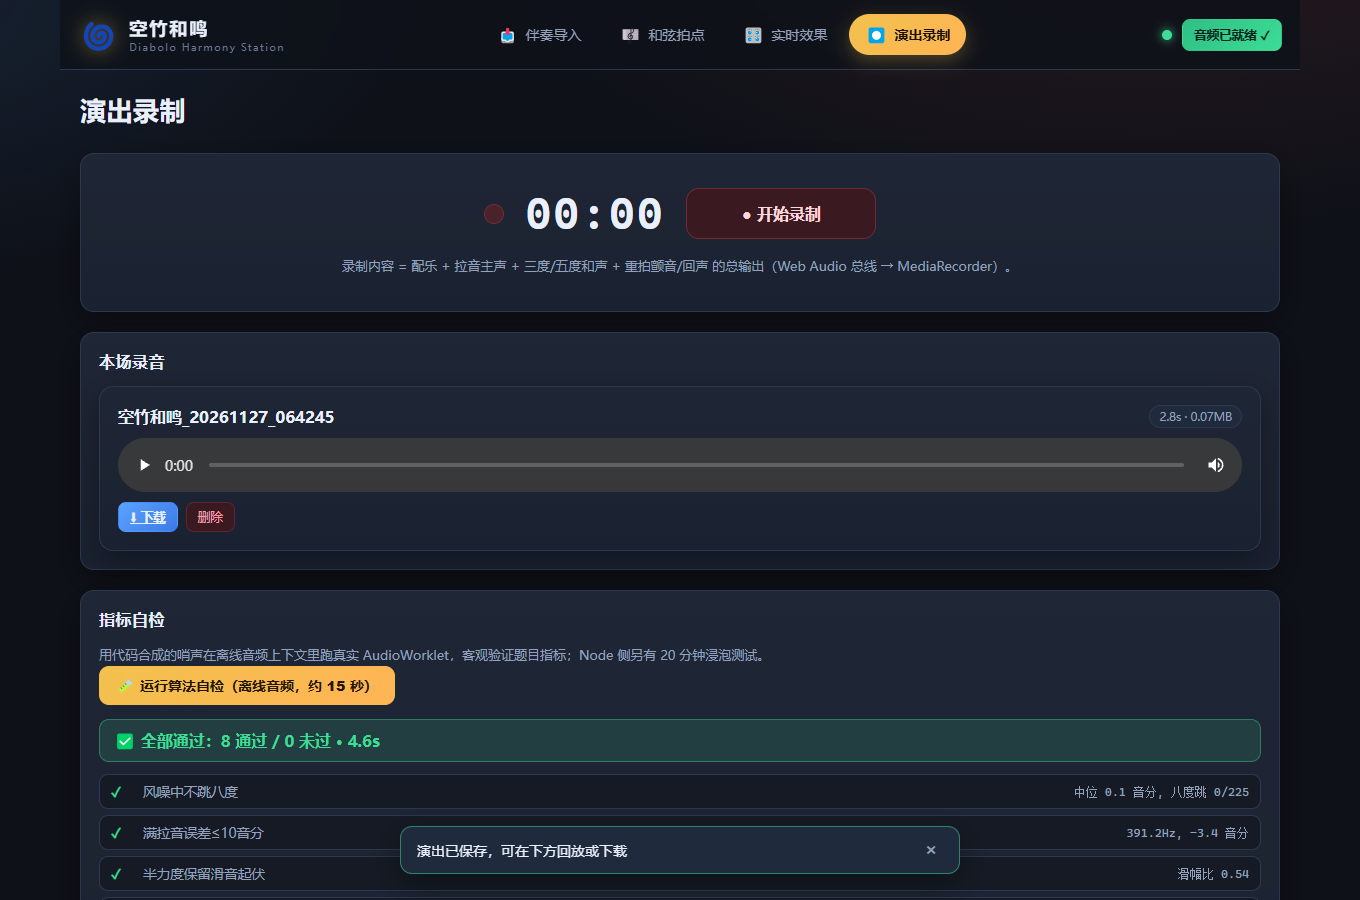 空竹和鸣
Diabolo Harmony Station
伴奏导入
和弦拍点
实时效果
演出录制
音频已就绪 ✓
演出录制
00:00
● 开始录制
录制内容 = 配乐 + 拉音主声 + 三度/五度和声 + 重拍颤音/回声 的总输出（Web Audio 总线 → MediaRecorder）。
本场录音
空竹和鸣_20261127_064245
2.8s · 0.07MB
0:00
⬇ 下载
删除
指标自检
用代码合成的哨声在离线音频上下文里跑真实 AudioWorklet，客观验证题目指标；Node 侧另有 20 分钟浸泡测试。
运行算法自检（离线音频，约 15 秒）
✅ 全部通过：8 通过 / 0 未过 • 4.6s
✓ 风噪中不跳八度
中位 0.1 音分，八度跳 0/225
✓ 满拉音误差≤10音分
391.2Hz, −3.4 音分
✓ 半力度保留滑音起伏
滑幅比 0.54
演出已保存，可在下方回放或下载
✕